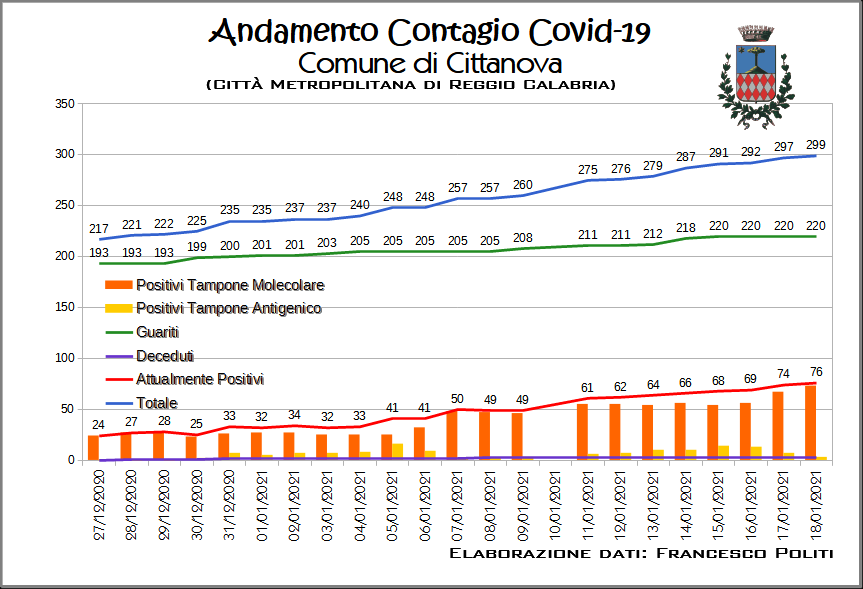 Andamento Contagio Covid-19
Comune di Cittanova
(Città Metropolitana di Reggio Calabria)
350
300
250
200
150
100
50
0
217 221 222 225 235 235 237 237 240 248 248 257 257 260 275 276 279 287 291 292 297 299
193 193 193 199 200 201 201 203 205 205 205 205 205 208 211 211 212 218 220 220 220 220
Positivi Tampone Molecolare
Positivi Tampone Antigenico
Guariti
Deceduti
Attualmente Positivi
Totale
24 27 28 25 33 32 34 32 33 41 41 50 49 49 61 62 64 66 68 69 74 76
27/12/2020 28/12/2020 29/12/2020 30/12/2020 31/12/2020 01/01/2021 02/01/2021 03/01/2021 04/01/2021 05/01/2021 06/01/2021 07/01/2021 08/01/2021 09/01/2021 10/01/2021 11/01/2021 12/01/2021 13/01/2021 14/01/2021 15/01/2021 16/01/2021 17/01/2021 18/01/2021
Elaborazione dati: Francesco Politi